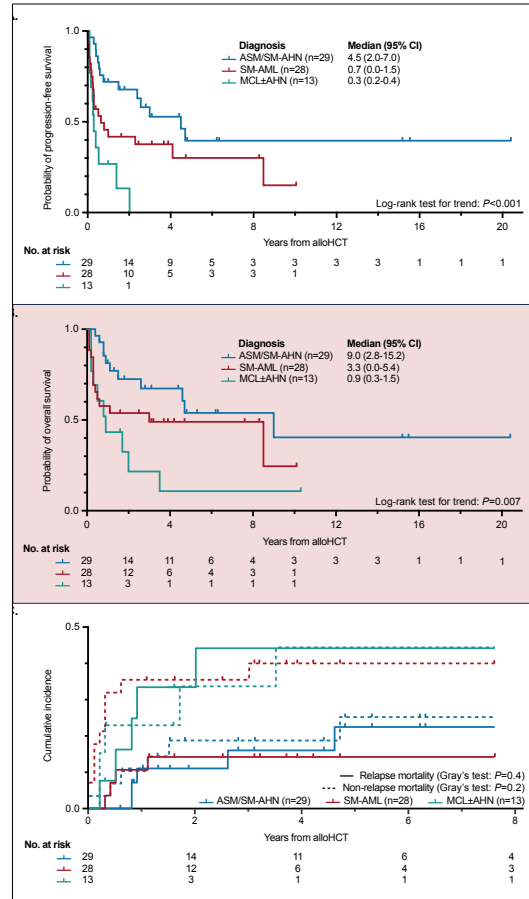 Diagnosis Median (95% CI)
ASM/SM-AHN (n=29) 4.5 (2.0-7.0)
SM-AML (n=28) 0.7 (0.0-1.5)
MCL±AHN (n=13) 0.3 (0.2-0.4)
Probability of progression-free survival
1.0
0.5
0.0
Log-rank test for trend: P<0.001
0 4 8 12 16 20
Years from alloHCT
No. at risk
29 14 9 5 3 3 3 3 1 1 1
28 10 5 3 3 1
13 1
Diagnosis Median (95% CI)
ASM/SM-AHN (n=29) 9.0 (2.8-15.2)
SM-AML (n=28) 3.3 (0.0-5.4)
MCL±AHN (n=13) 0.9 (0.3-1.5)
Probability of overall survival
1.0
0.5
0.0
Log-rank test for trend: P=0.007
0 4 8 12 16 20
Years from alloHCT
No. at risk
29 14 11 6 4 3 3 3 1 1 1
28 12 6 4 3 1
13 3 1 1 1 1
Cumulative incidence
0.5
0.0
Relapse mortality (Gray's test: P=0.4)
Non-relapse mortality (Gray's test: P=0.2)
ASM/SM-AHN (n=29) SM-AML (n=28) MCL±AHN (n=13)
0 2 4 6 8
Years from alloHCT
29 14 11 6 4
28 12 6 4 3
13 3 1 1 1